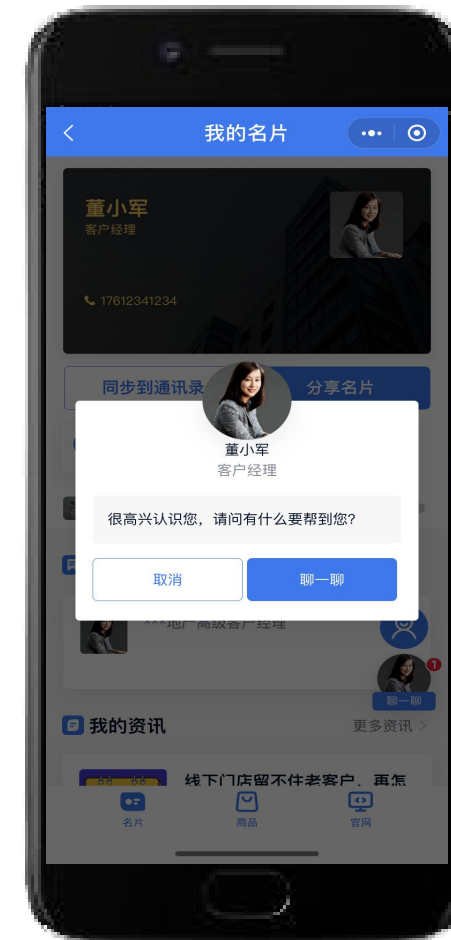 我的名片
董小军
客户经理
17612341234
同步到通讯录
分享名片
董小军
客户经理
很高兴认识您，请问有什么要帮到您?
取消
聊一聊
***地产高级客户经理
1
聊一聊
我的资讯
更多资讯 >
线下门店留不住老客户，再怎
名片
商品
官网